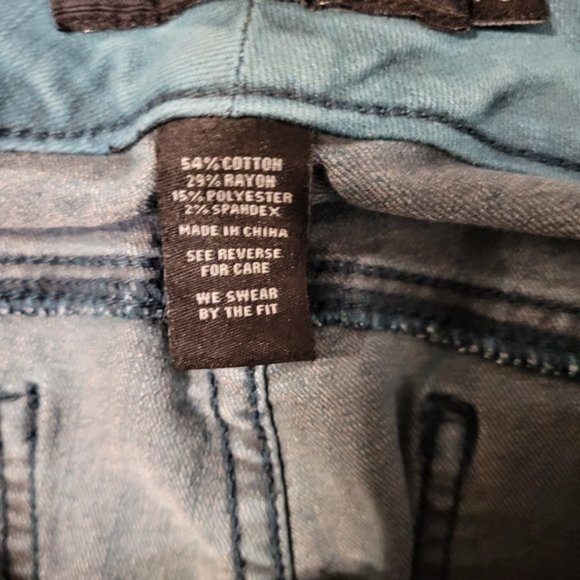 54% COTTON
29% RAYON
15% POLYESTER
2% SPANDEX
MADE IN CHINA
SEE REVERSE
FOR CARE
WE SWEAR
BY THE FIT